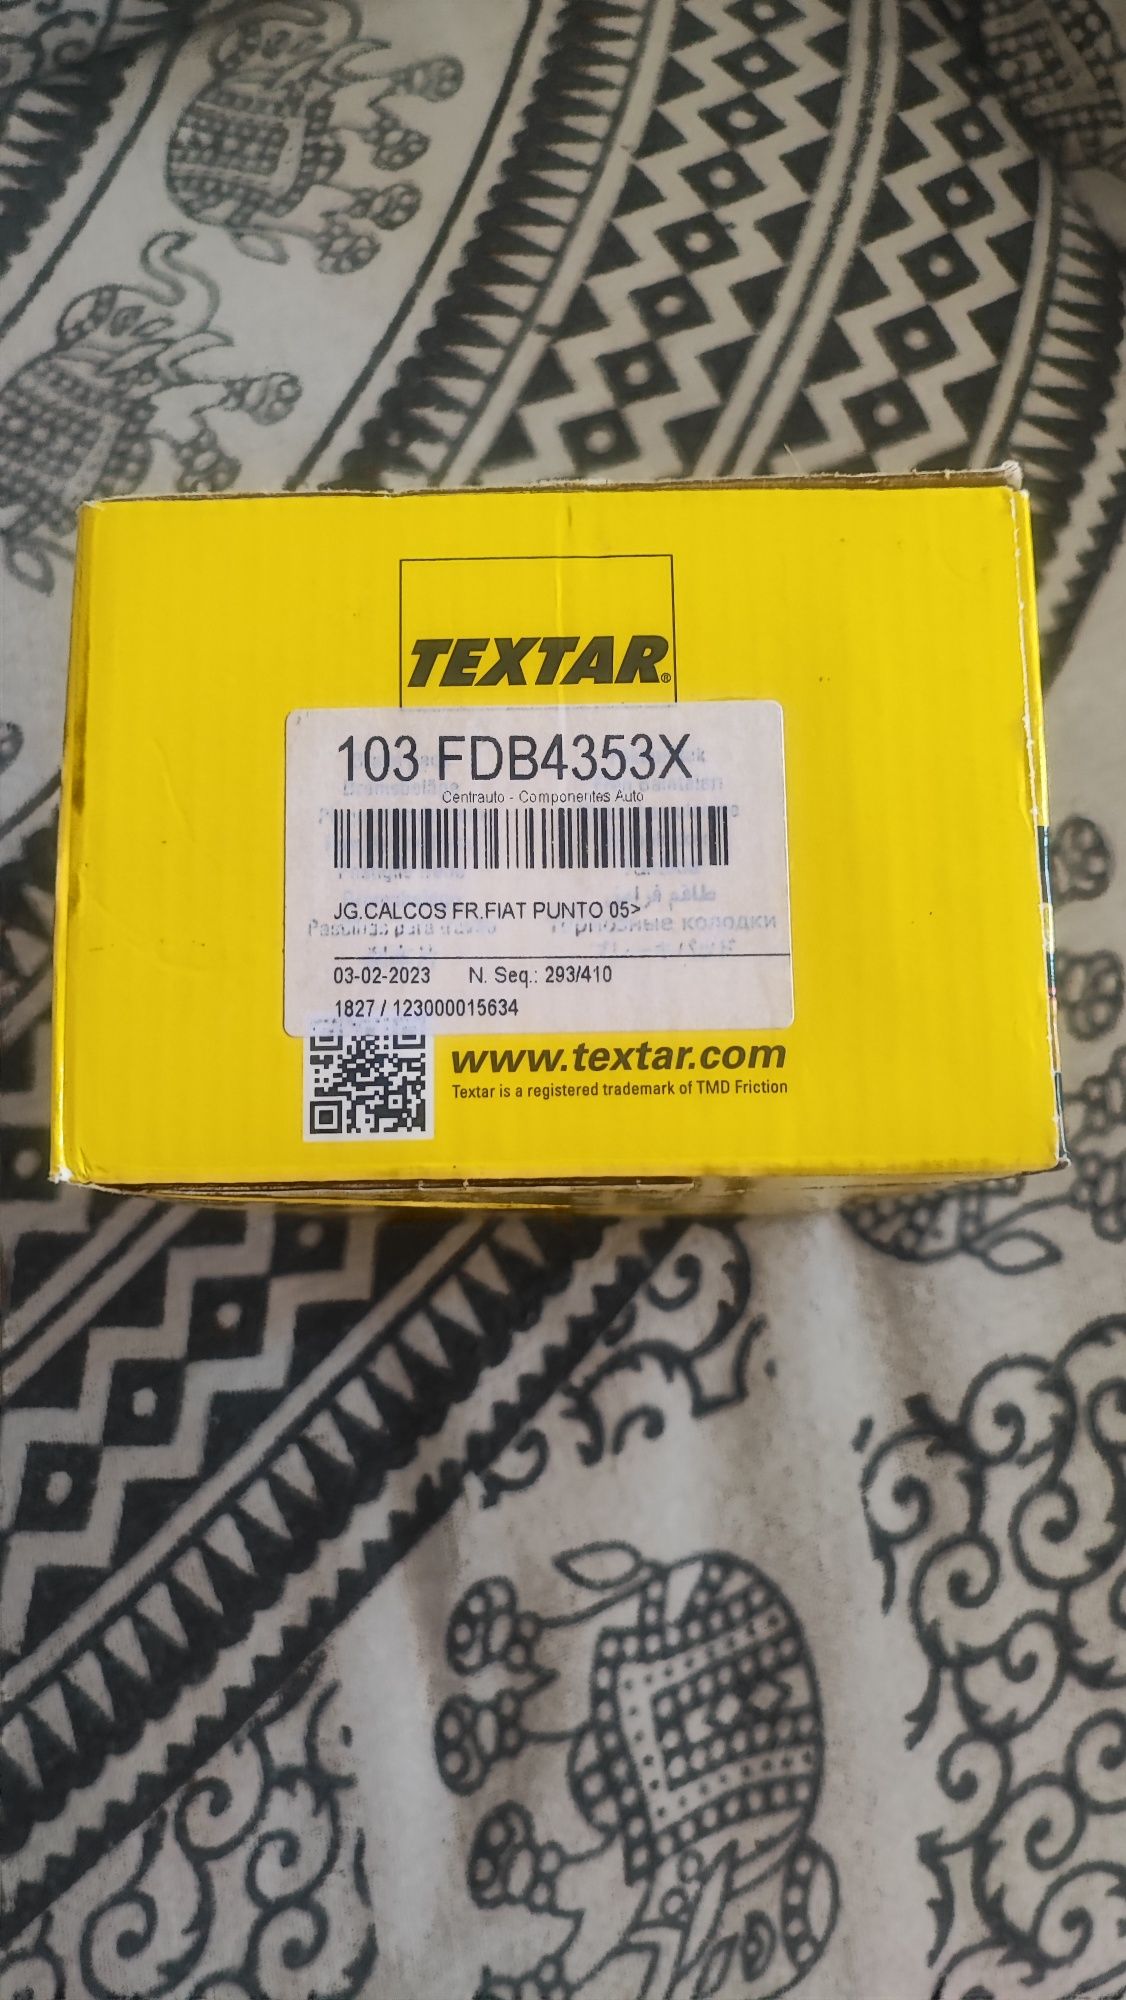 TEXTAR®
103 FDB4353X
Centrauto - Componentes Auto
JG.CALCOS FR.FIAT PUNTO 05>
03-02-2023 N. Seq.: 293/410
1827 / 123000015634
www.textar.com
Textar is a registered trademark of TMD Friction